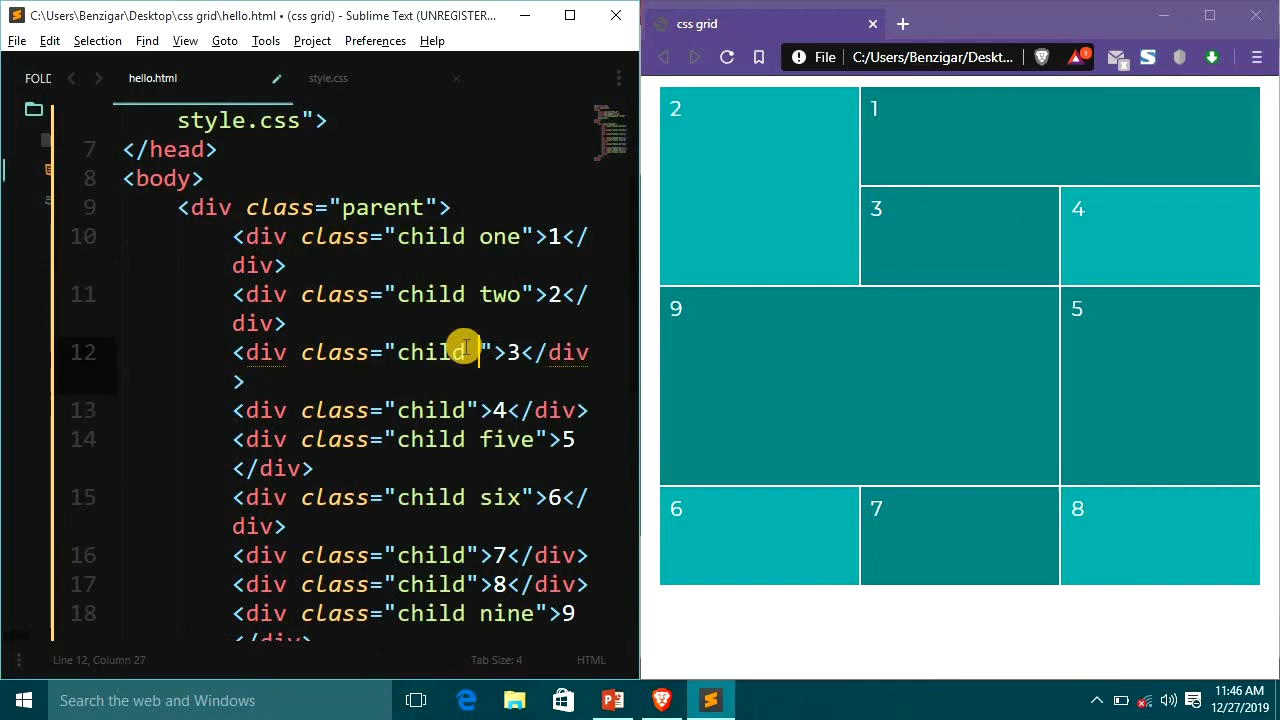 C:\Users\Benzigar\Desktop\css grid\hello.html • (css grid) - Sublime Text (UNREGISTER...
File Edit Selection Find View Goto Tools Project Preferences Help
FOLD
hello.html
style.css
style.css">
7 </head>
8 <body>
9 <div class="parent">
10 <div class="child one">1</
div>
11 <div class="child two">2</
div>
12 <div class="child ">3</div
>
13 <div class="child">4</div>
14 <div class="child five">5
</div>
15 <div class="child six">6</
div>
16 <div class="child">7</div>
17 <div class="child">8</div>
18 <div class="child nine">9
</div>
Line 12, Column 27
Tab Size: 4
HTML
css grid
File C:/Users/Benzigar/Deskt...
1
2 1
3 4
9 5
6 7 8
Search the web and Windows
11:46 AM
12/27/2019